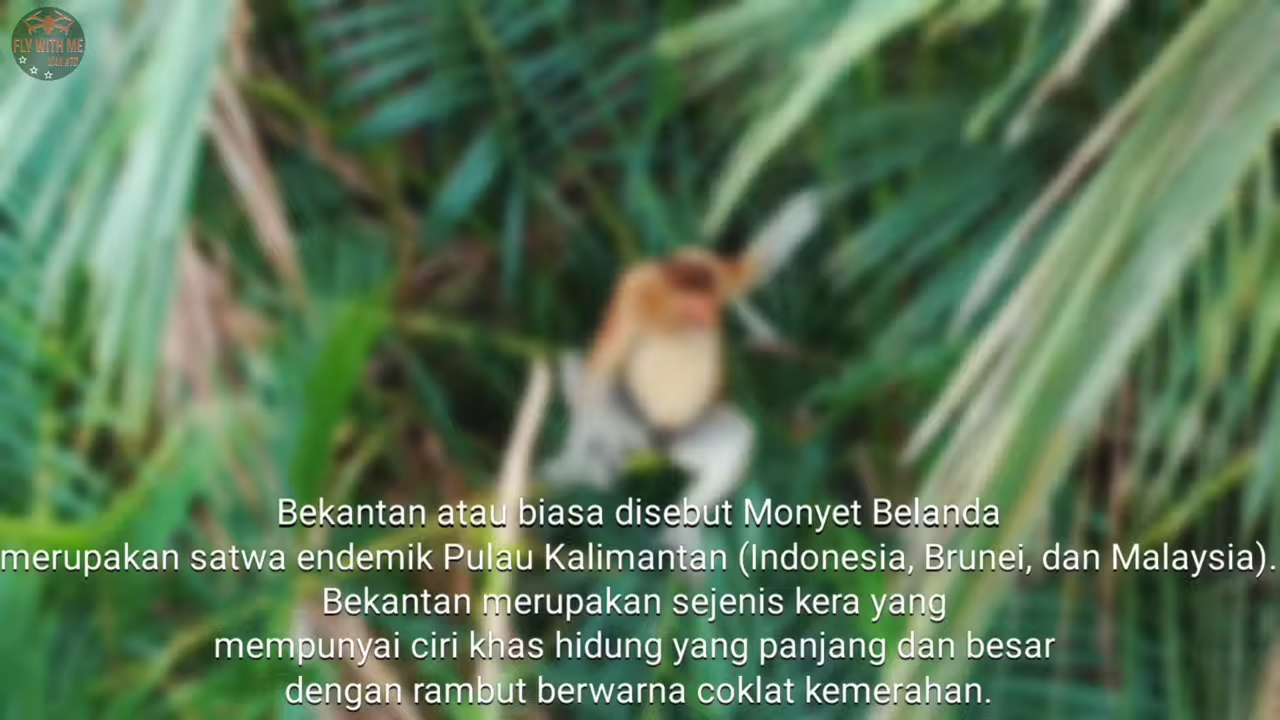 FLY WITH ME
Bekantan atau biasa disebut Monyet Belanda
merupakan satwa endemik Pulau Kalimantan (Indonesia, Brunei, dan Malaysia).
Bekantan merupakan sejenis kera yang
mempunyai ciri khas hidung yang panjang dan besar
dengan rambut berwarna coklat kemerahan.